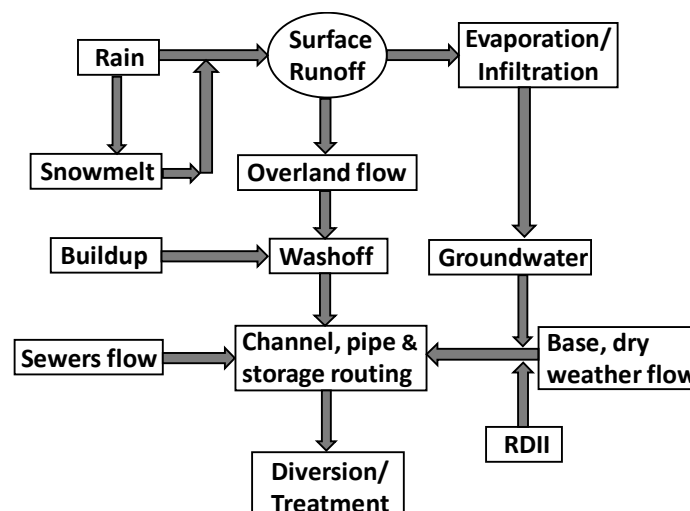 Rain
Surface
Runoff
Evaporation/
Infiltration
Snowmelt
Overland flow
Buildup
Washoff
Groundwater
Sewers flow
Channel, pipe &
storage routing
Base, dry
weather flow
RDII
Diversion/
Treatment